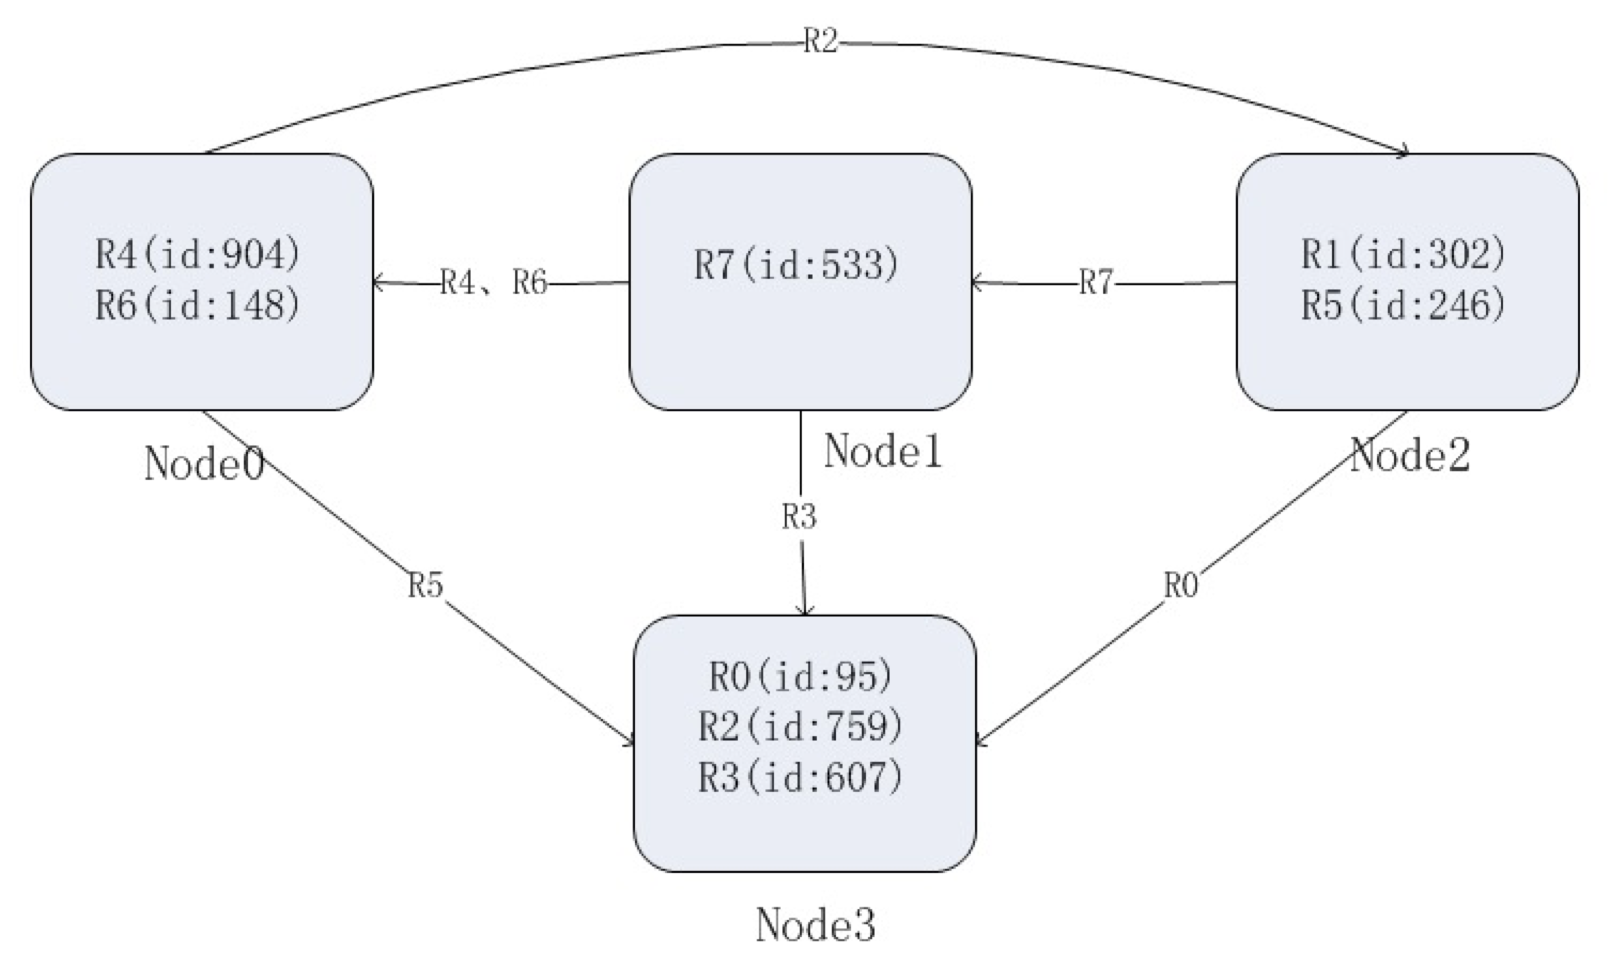 R2
R4(id:904)
R6(id:148)
R4、R6
R7(id:533)
R7
R1(id:302)
R5(id:246)
Node0
Node1
Node2
R3
R5
R0
R0(id:95)
R2(id:759)
R3(id:607)
Node3